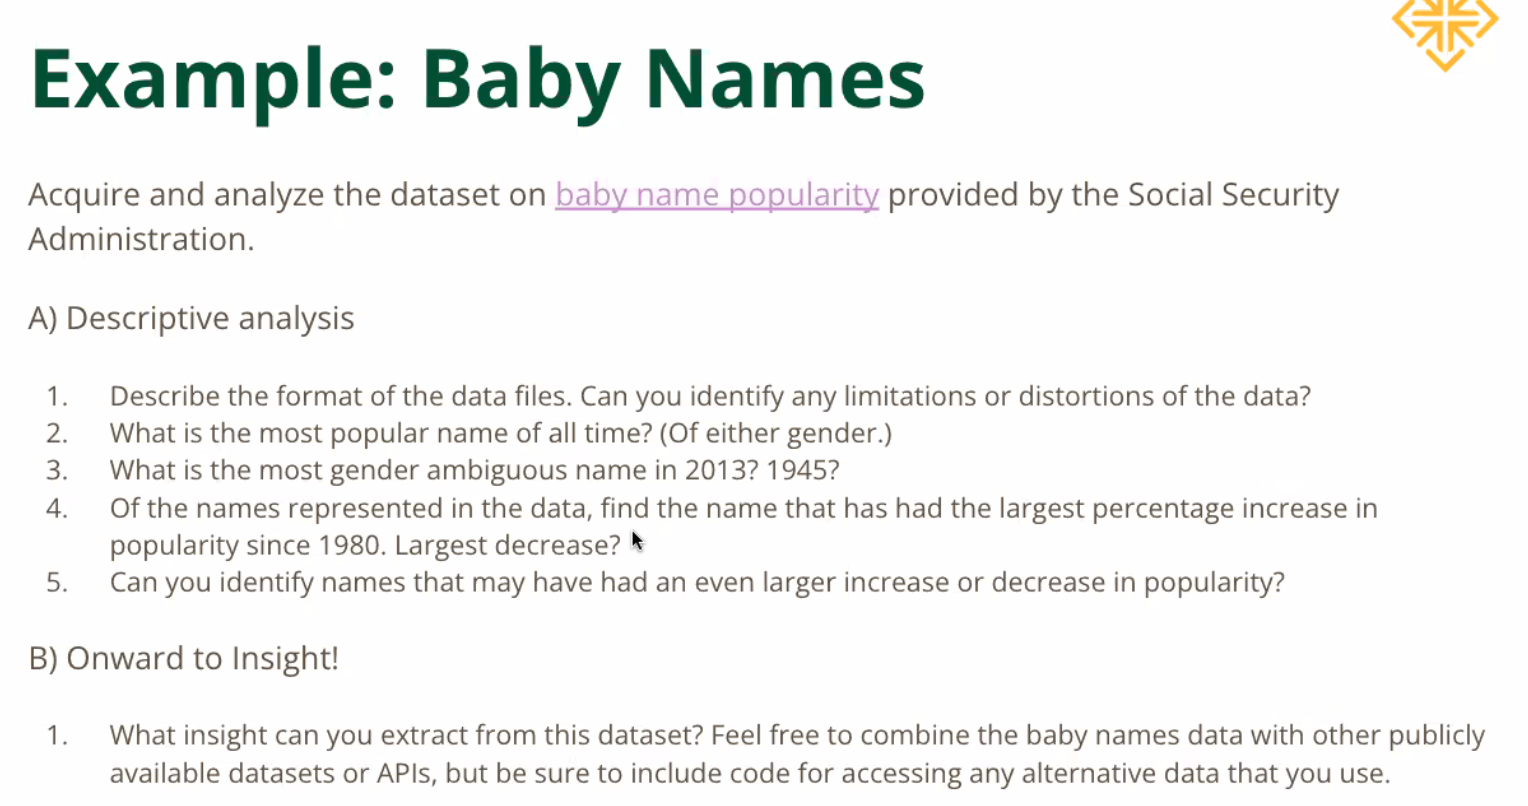 Example: Baby Names
Acquire and analyze the dataset on baby name popularity provided by the Social Security
Administration.
A) Descriptive analysis
1. Describe the format of the data files. Can you identify any limitations or distortions of the data?
2. What is the most popular name of all time? (Of either gender.)
3. What is the most gender ambiguous name in 2013? 1945?
4. Of the names represented in the data, find the name that has had the largest percentage increase in
popularity since 1980. Largest decrease?
5. Can you identify names that may have had an even larger increase or decrease in popularity?
B) Onward to Insight!
1. What insight can you extract from this dataset? Feel free to combine the baby names data with other publicly
available datasets or APIs, but be sure to include code for accessing any alternative data that you use.